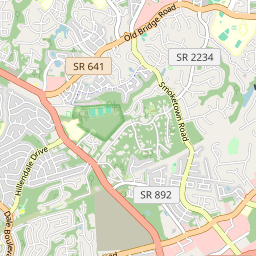 Old Bridge Road
SR 2234
SR 641
Smoketown Road
Hillendale Drive
SR 892
Dale Boulevard
Road